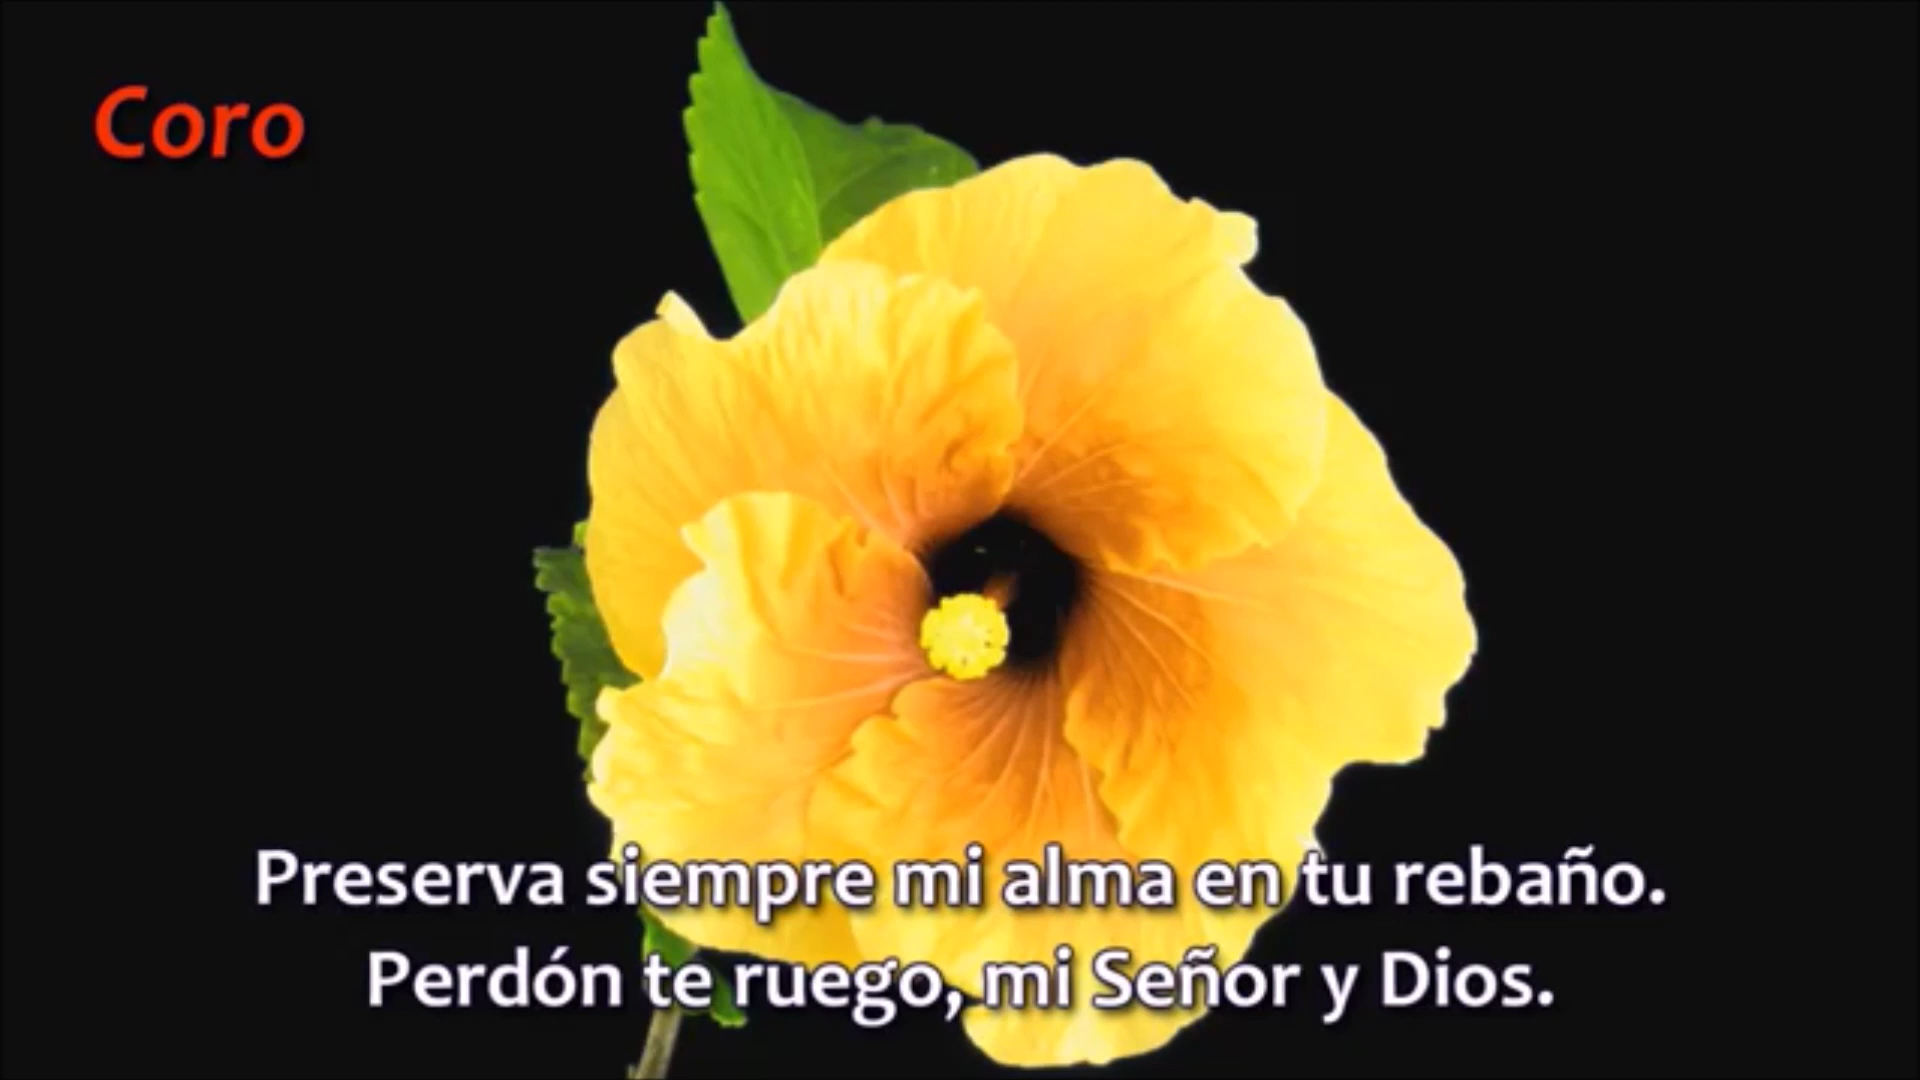 Coro
Preserva siempre mi alma en tu rebaño.
Perdón te ruego, mi Señor y Dios.